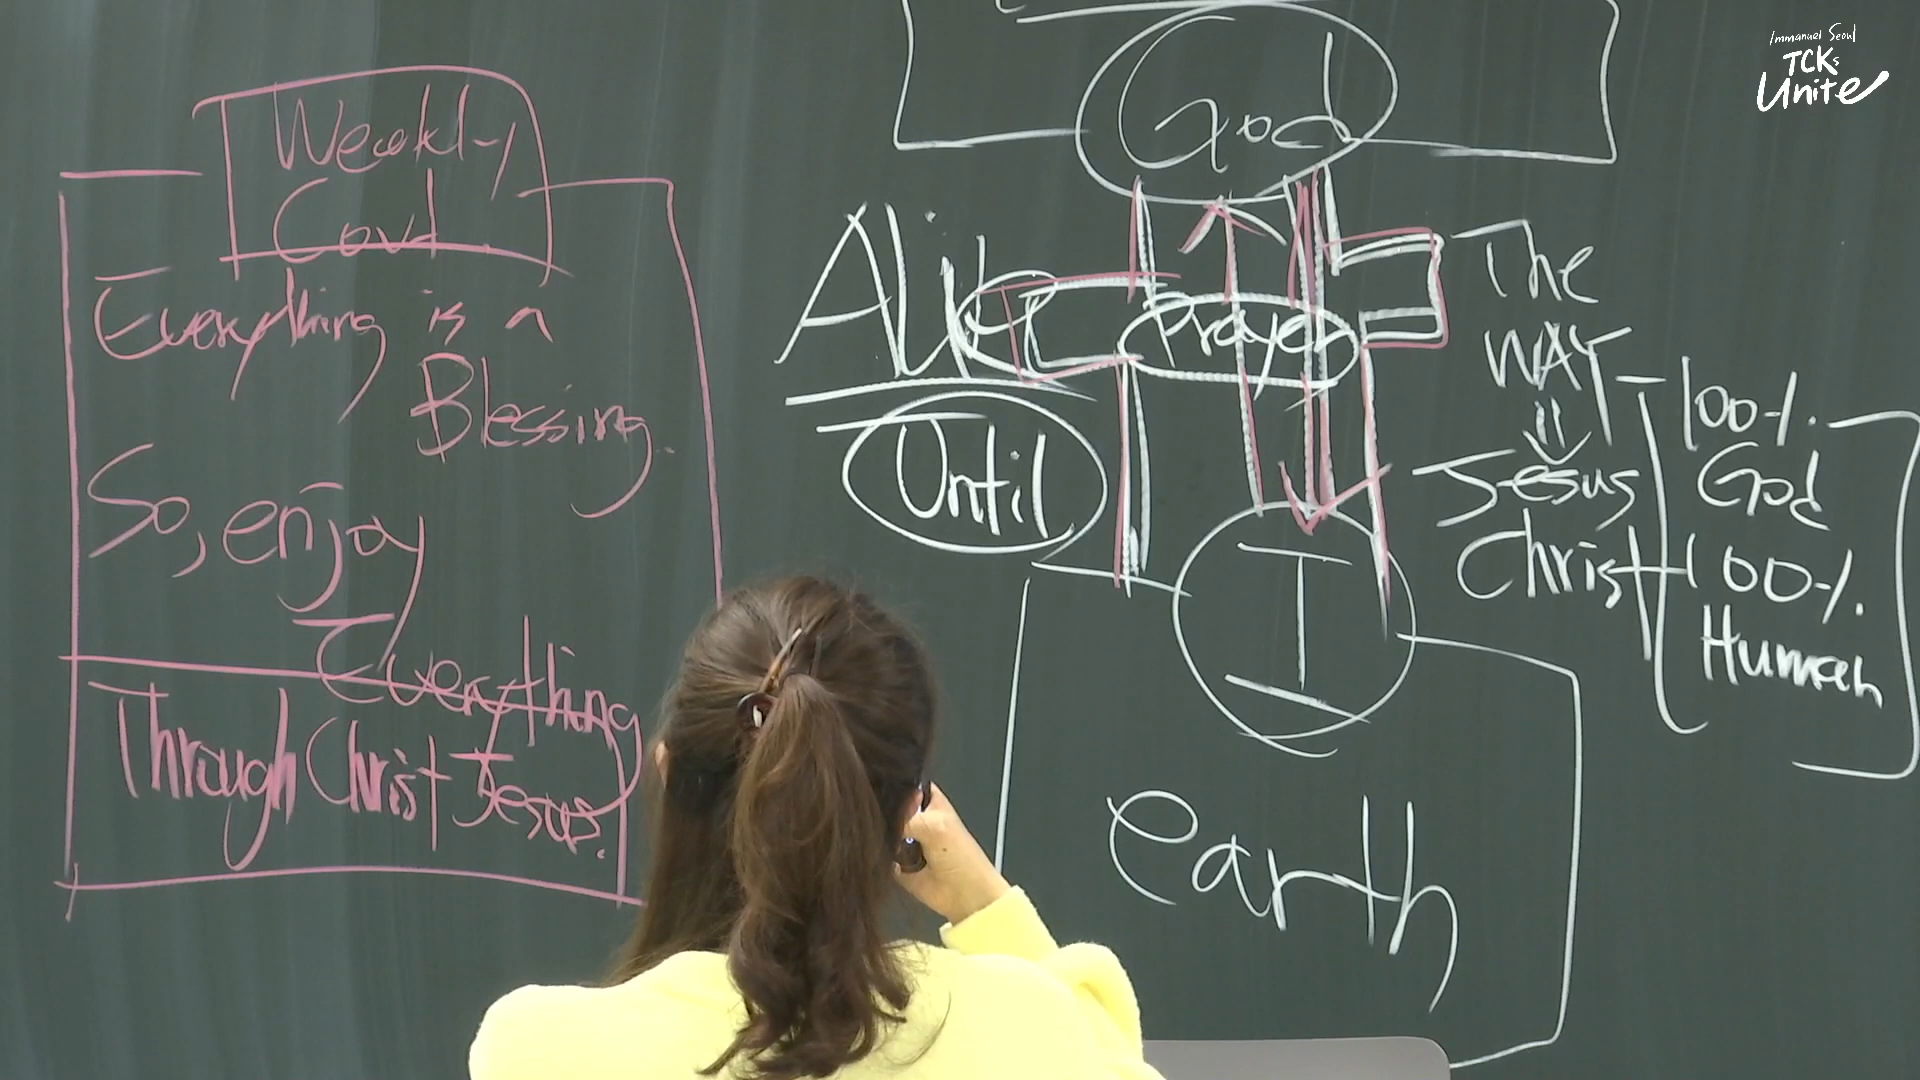 Immanuel Seoul
TCKs
Unite
Weekly
Covt.
Everything is a
Blessing.
So, enjoy
Everything
Through Christ Jesus.
God
Alive
Prayer
Until
I
earth
The
WAY
Jesus
Christ
100%
God
100%
Human